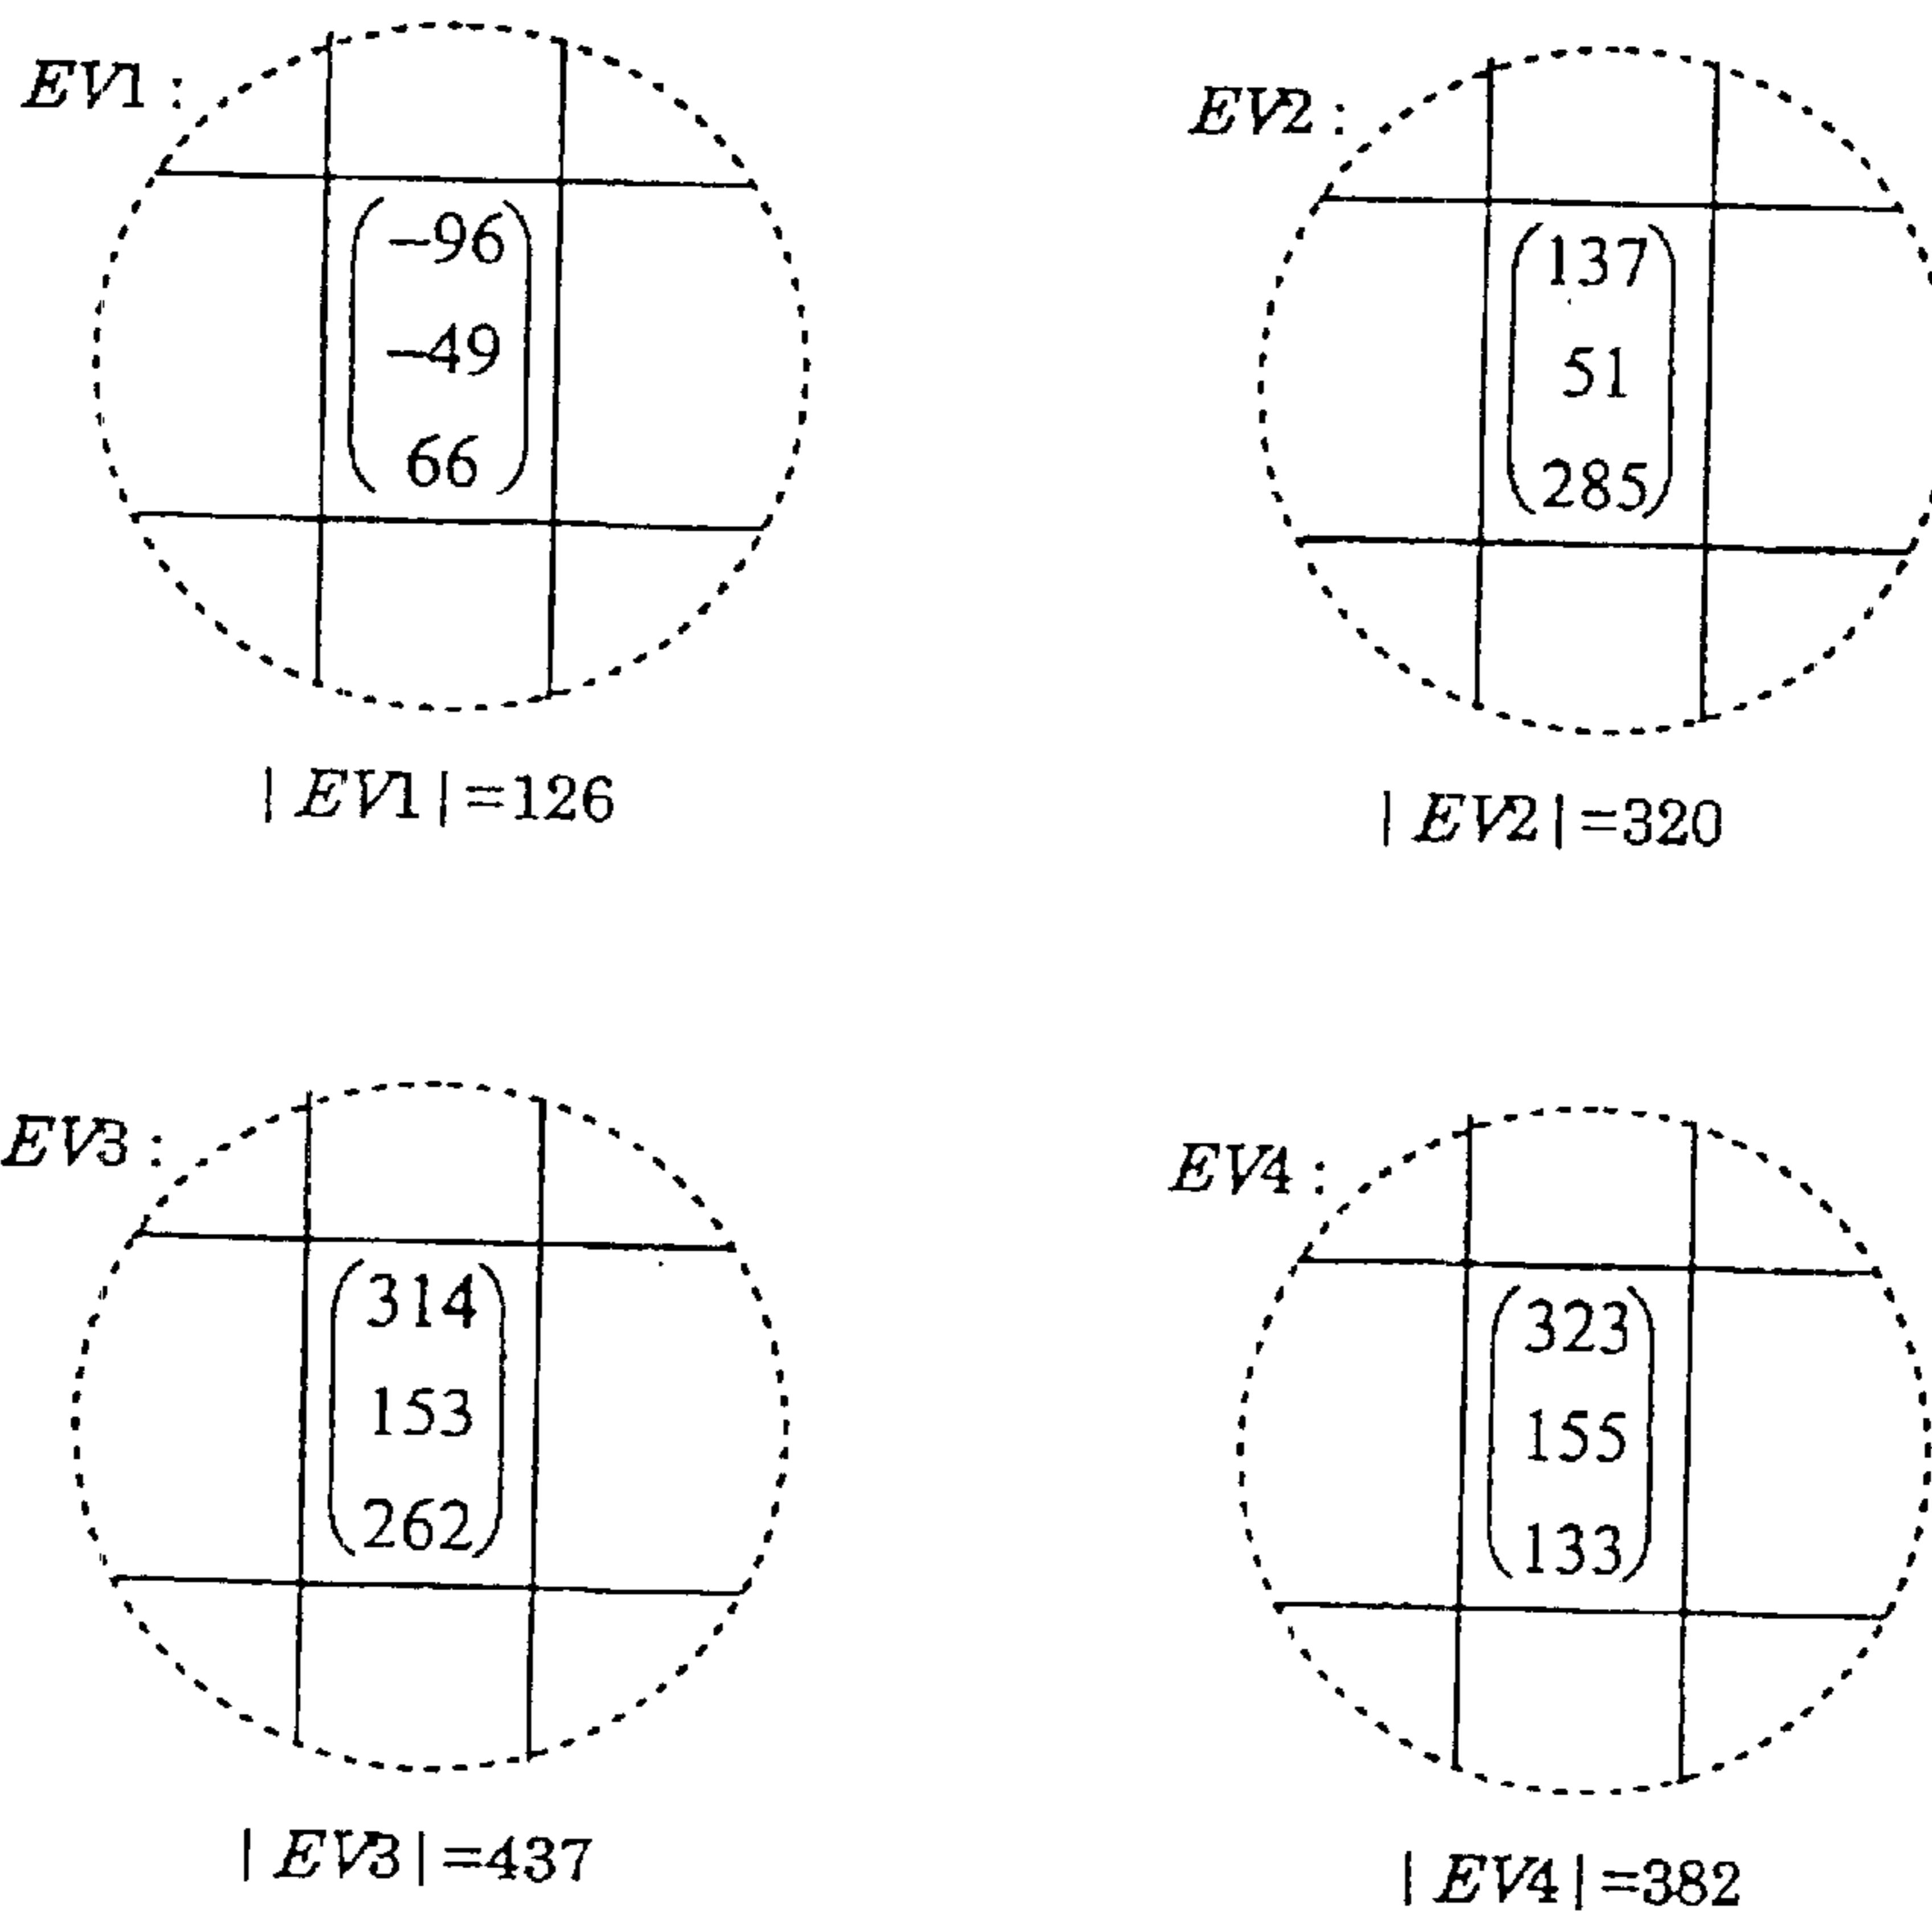 EV1 :
-96
-49
66
| EV1 |=126
EV2 :
137
51
285
| EV2 |=320
EV3 :
314
153
262
| EV3 |=437
EV4 :
323
155
133
| EV4 |=382